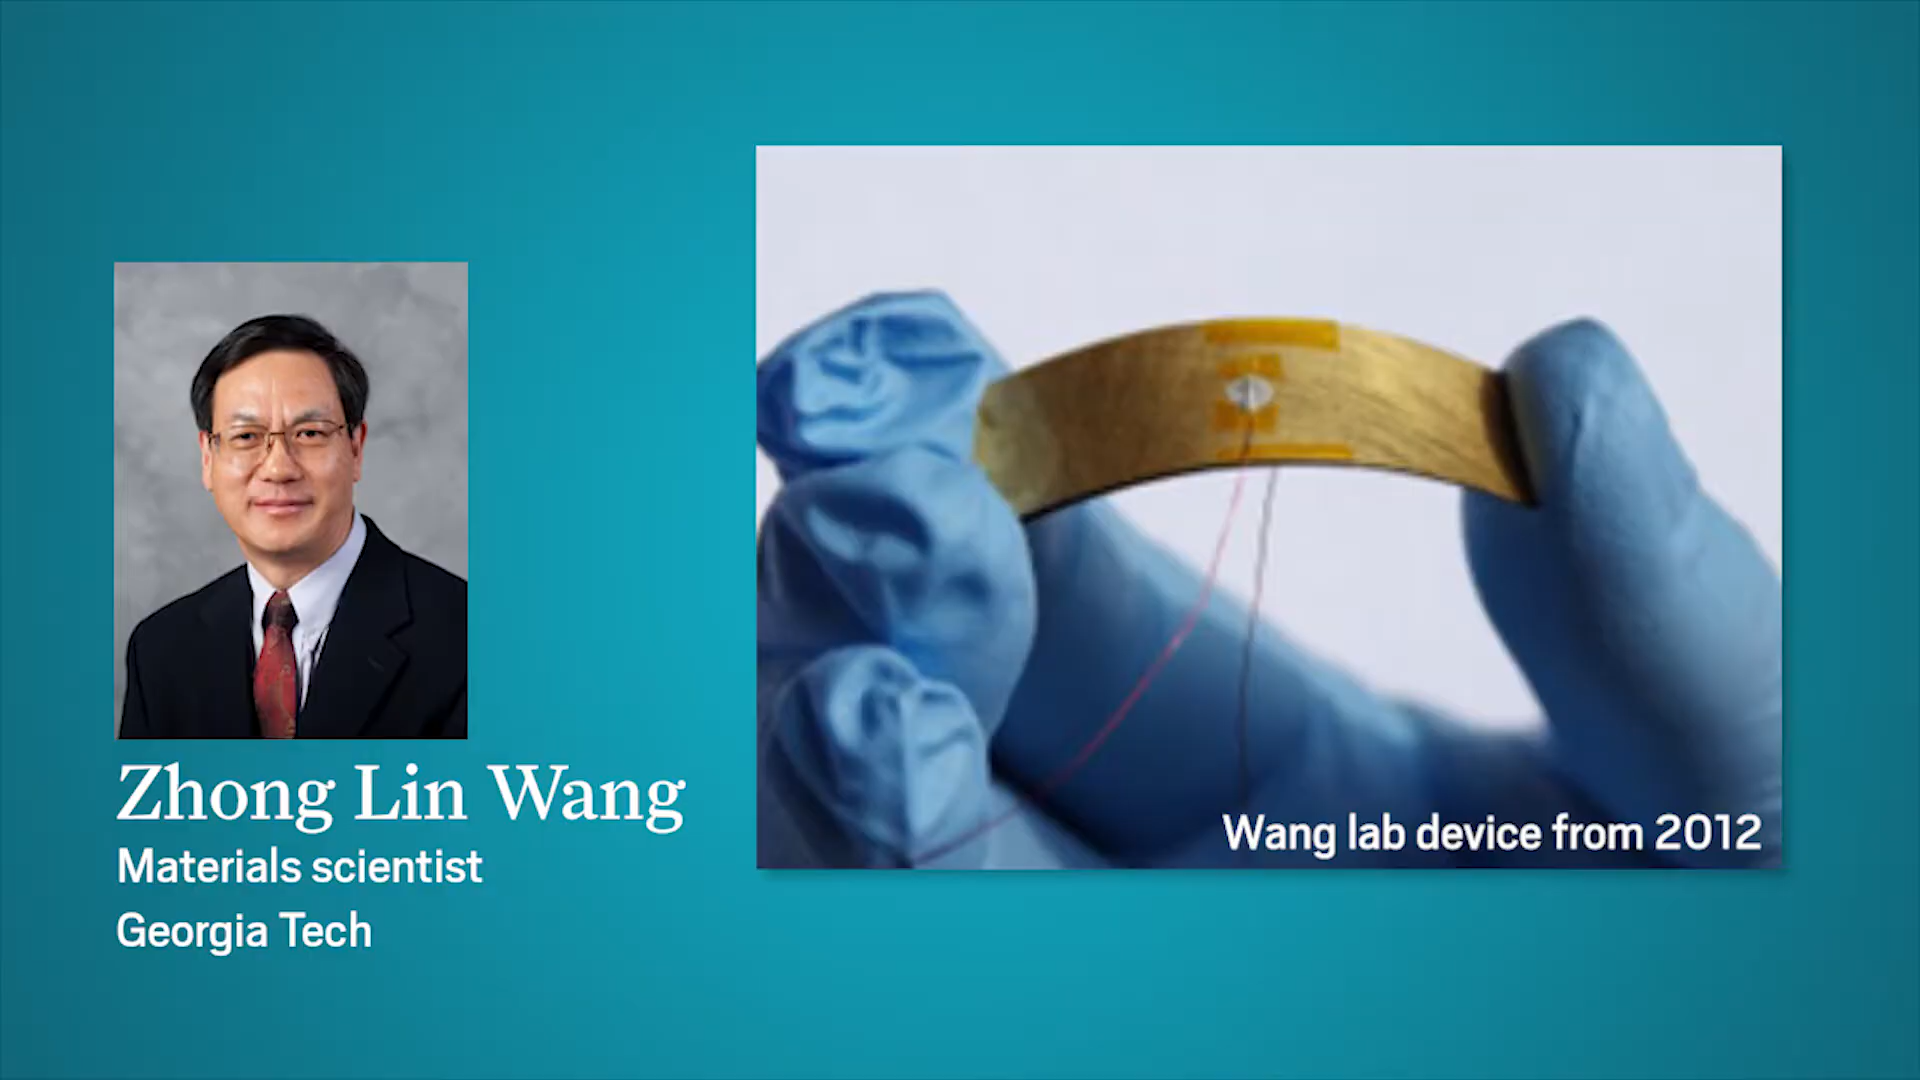 Zhong Lin Wang
Materials scientist
Georgia Tech
Wang lab device from 2012